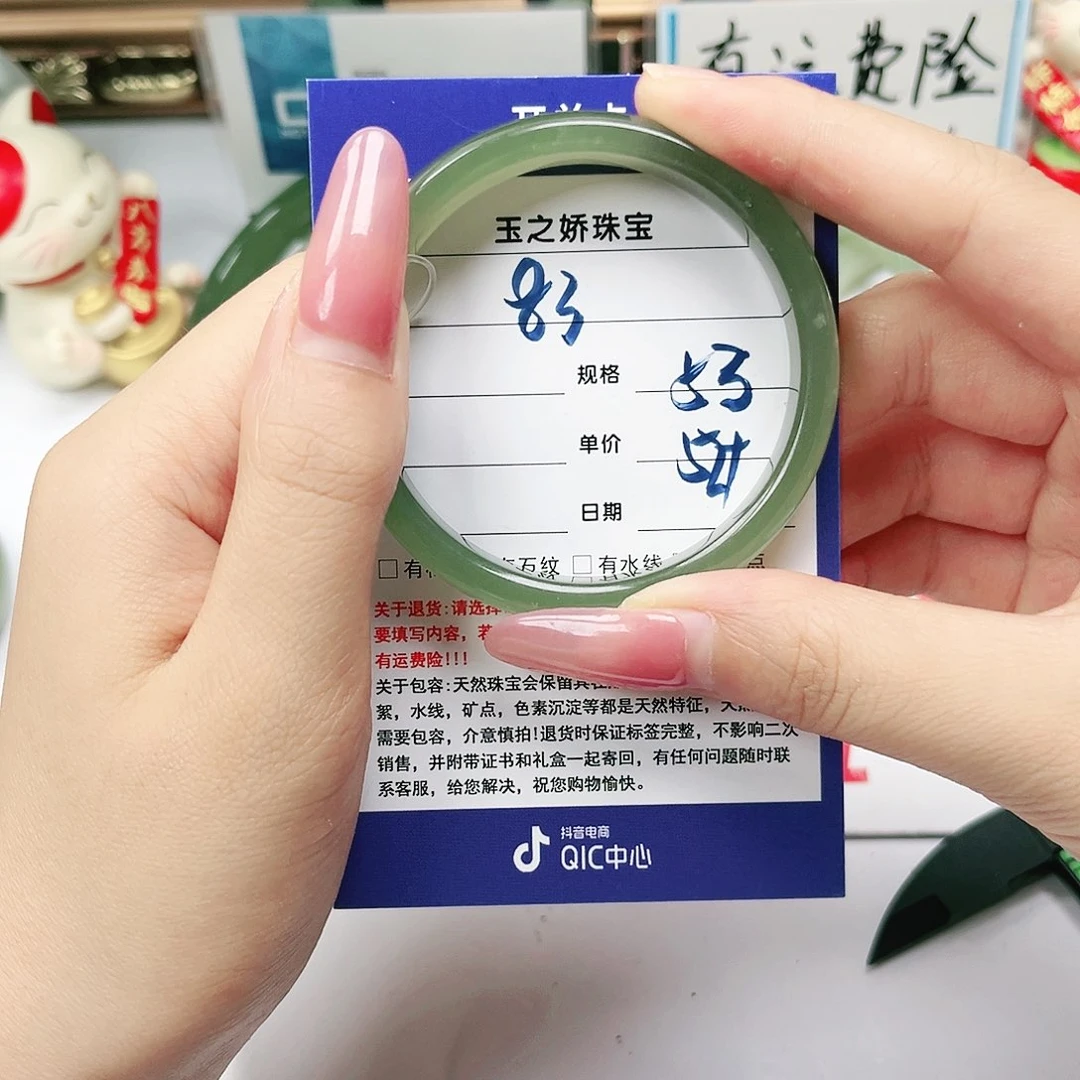 有运费险
玉之娇珠宝
83
规格
53
单价
日期
□有 石纹 □有水线 点
关于退货:请选择
要填写内容，若
有运费险!!!
关于包容:天然珠宝会保留其在
絮，水线，矿点，色素沉淀等都是天然特征，天然
需要包容，介意慎拍!退货时保证标签完整，不影响二次
销售，并附带证书和礼盒一起寄回，有任何问题随时联
系客服，给您解决，祝您购物愉快。
抖音电商
QIC中心